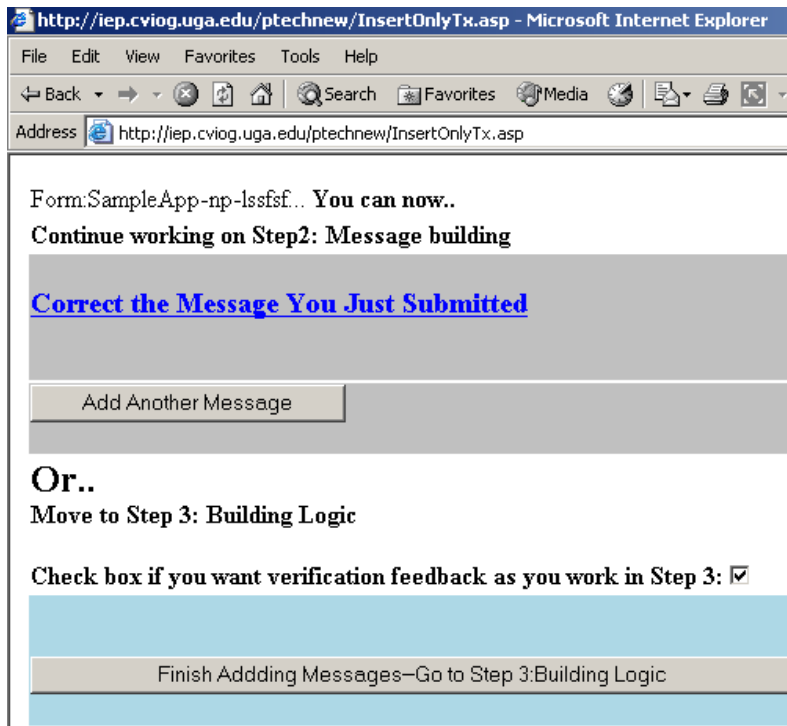 http://iep.cviog.uga.edu/ptechnew/InsertOnlyTx.asp - Microsoft Internet Explorer
File Edit View Favorites Tools Help
Back Search Favorites Media
Address http://iep.cviog.uga.edu/ptechnew/InsertOnlyTx.asp
Form:SampleApp-np-lssfsf... You can now..
Continue working on Step2: Message building
Correct the Message You Just Submitted
Add Another Message
Or..
Move to Step 3: Building Logic
Check box if you want verification feedback as you work in Step 3:
Finish Addding Messages--Go to Step 3:Building Logic